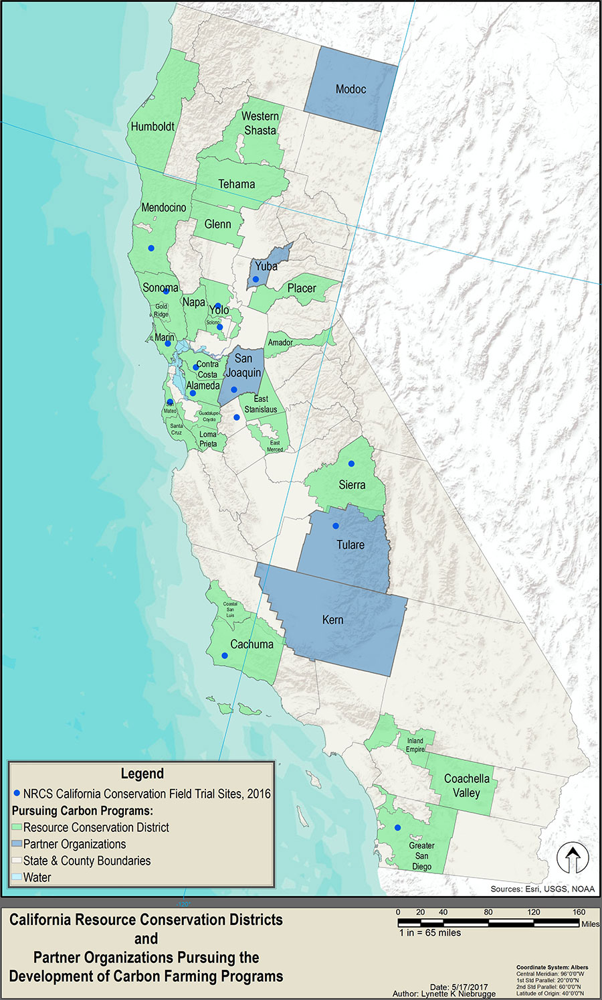 Modoc
Western
Shasta
Humboldt
Tehama
Mendocino
Glenn
Yuba
Placer
Sonoma
Napa
Yolo
Gold
Ridge
Solono
Marin
Amador
San
Joaquin
Contra
Costa
Alameda
East
Stanislaus
San
Mateo
Guadalupe-
Coyote
Santa
Cruz
Loma
Prieta
East
Merced
Sierra
Tulare
Coastal
San
Luis
Kern
Cachuma
Inland
Empire
Coachella
Valley
Greater
San
Diego
Legend
NRCS California Conservation Field Trial Sites, 2016
Pursuing Carbon Programs:
Resource Conservation District
Partner Organizations
State & County Boundaries
Water
Sources: Esri, USGS, NOAA
-120°
California Resource Conservation Districts
and
Partner Organizations Pursuing the
Development of Carbon Farming Programs
0 20 40 80 120 160
Miles
1 in = 65 miles
Date: 5/17/2017
Author: Lynette K Niebrugge
Coordinate System: Albers
Central Meridian: 96°0'0"W
1st Std Parallel: 20°0'0"N
2nd Std Parallel: 60°0'0"N
Latitude of Origin: 40°0'0"N